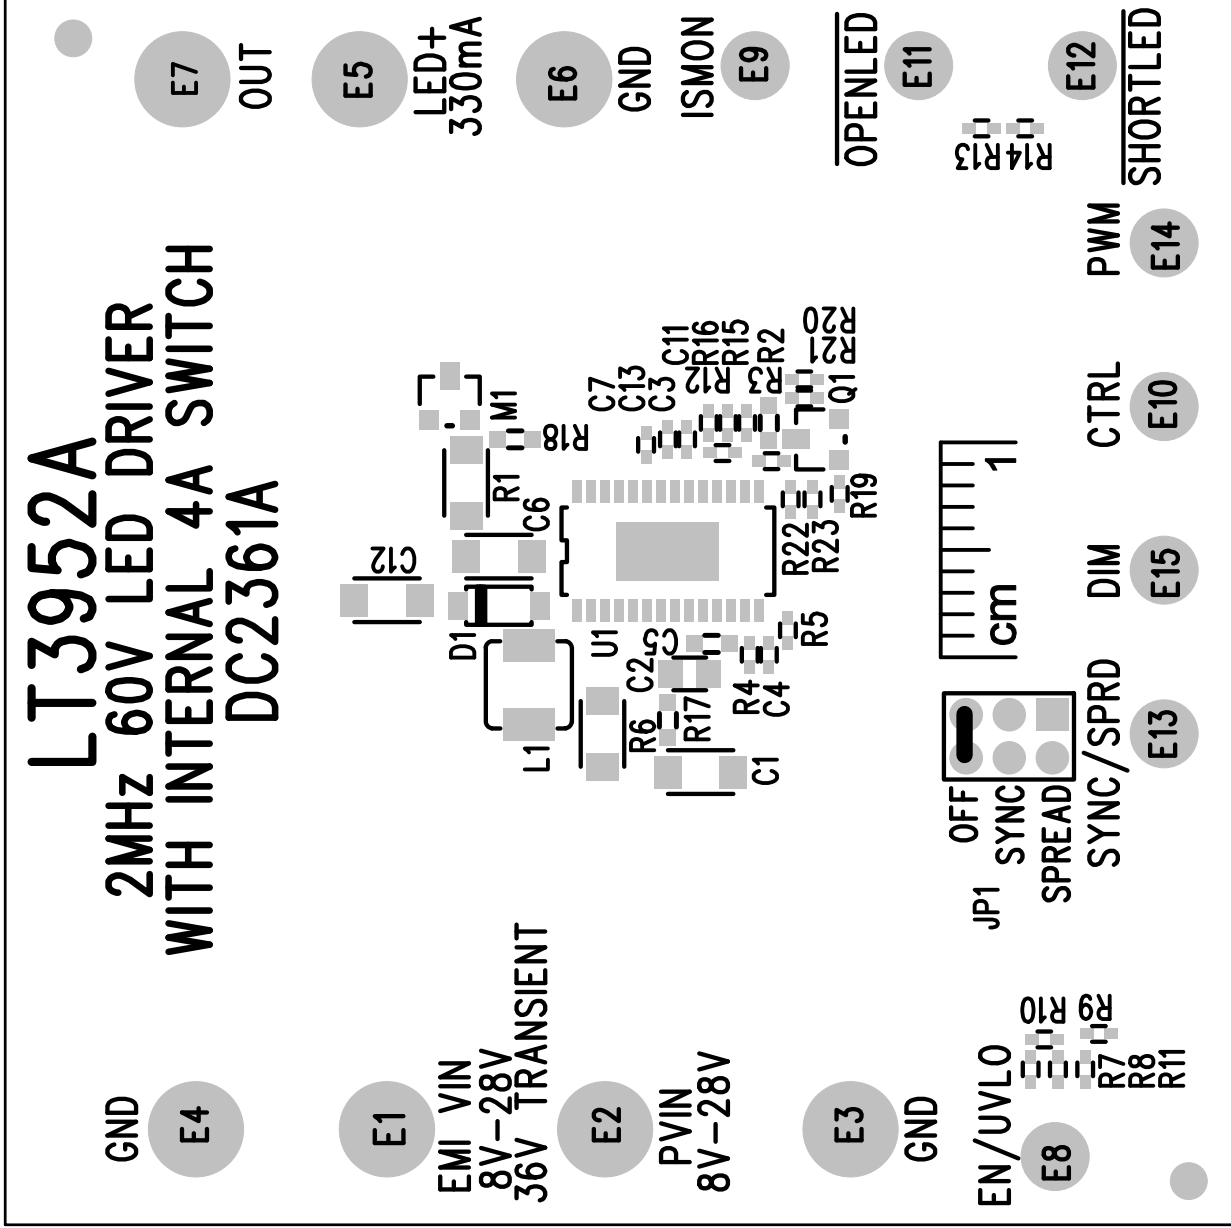 LT3952A
2MHz 60V LED DRIVER
WITH INTERNAL 4A SWITCH
DC2361A
GND
E4
E7
OUT
E1
EMI VIN
8V-28V
36V TRANSIENT
E5
LED+
330mA
E2
PVIN
8V-28V
E6
GND
E3
GND
ISMON
E9
OPENLED
E11
E12
SHORTLED
R13
R14
PWM
E14
CTRL
E10
DIM
E15
SYNC/SPRD
E13
JP1
OFF
SYNC
SPREAD
EN/UVLO
E8
R10
R9
R7
R8
R11
1
cm
C12
D1
L1
M1
R18
R1
C6
U1
R6
C2
C5
R17
C1
R4
C4
R5
C7
C13
C3
C11
R16
R15
R2
R12
R3
R20
R21
Q1
R19
R22
R23